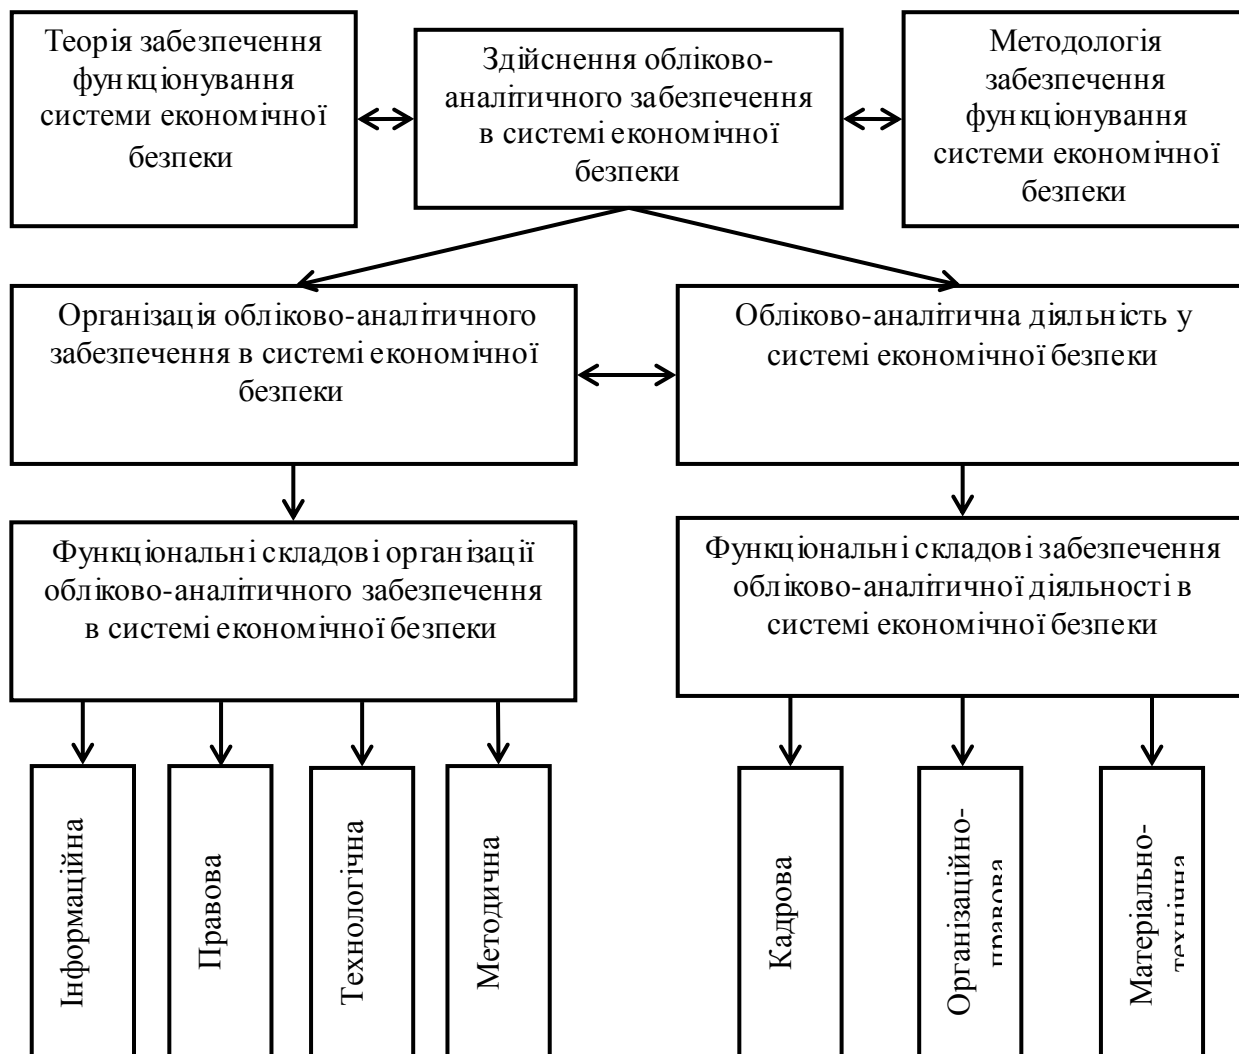 Теорія забезпечення
функціонування
системи економічної
безпеки
Здійснення обліково-
аналітичного забезпечення
в системі економічної
безпеки
Методологія
забезпечення
функціонування
системи економічної
безпеки
Організація обліково-аналітичного
забезпечення в системі економічної
безпеки
Обліково-аналітична діяльність у
системі економічної безпеки
Функціональні складові організації
обліково-аналітичного забезпечення
в системі економічної безпеки
Функціональні складові забезпечення
обліково-аналітичної діяльності в
системі економічної безпеки
Інформаційна
Правова
Технологічна
Методична
Кадрова
Організаційно-
правова
Матеріально-
технічна